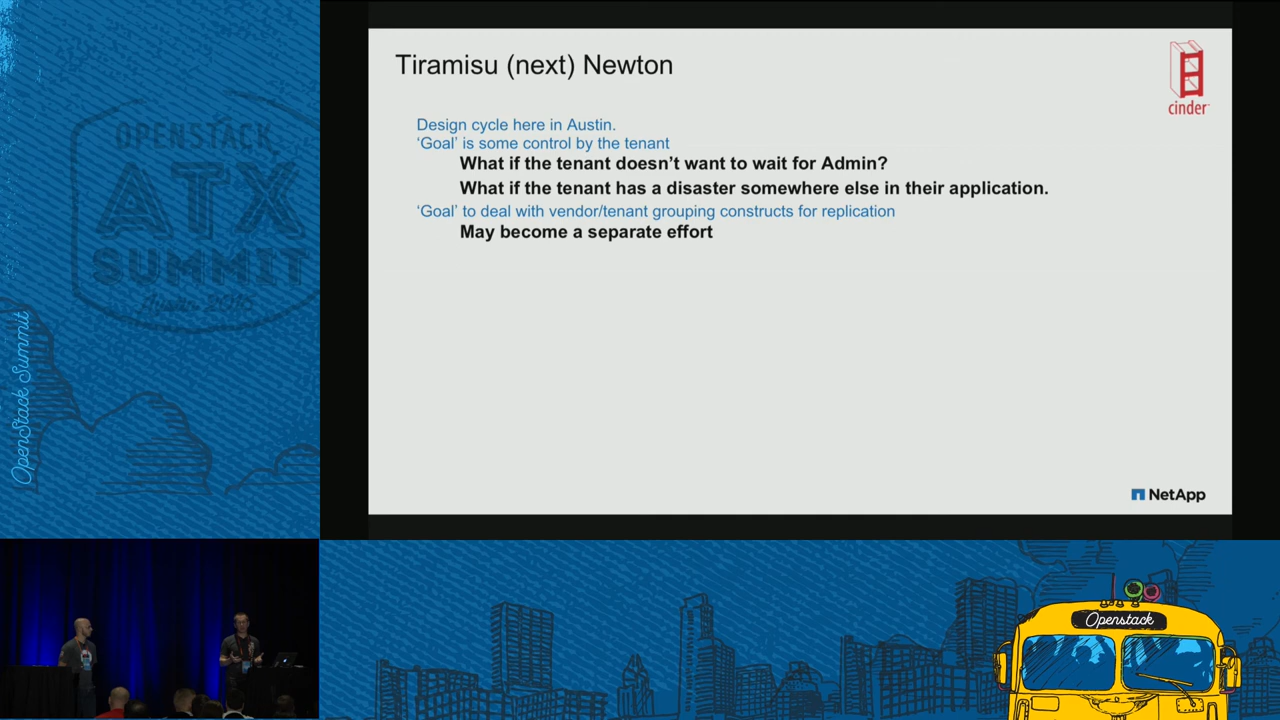 OPENSTACK
ATX
SUMMIT
Austin 2016
OpenStack Summit
Tiramisu (next) Newton
cinder
Design cycle here in Austin.
‘Goal’ is some control by the tenant
What if the tenant doesn’t want to wait for Admin?
What if the tenant has a disaster somewhere else in their application.
‘Goal’ to deal with vendor/tenant grouping constructs for replication
May become a separate effort
NetApp
Openstack